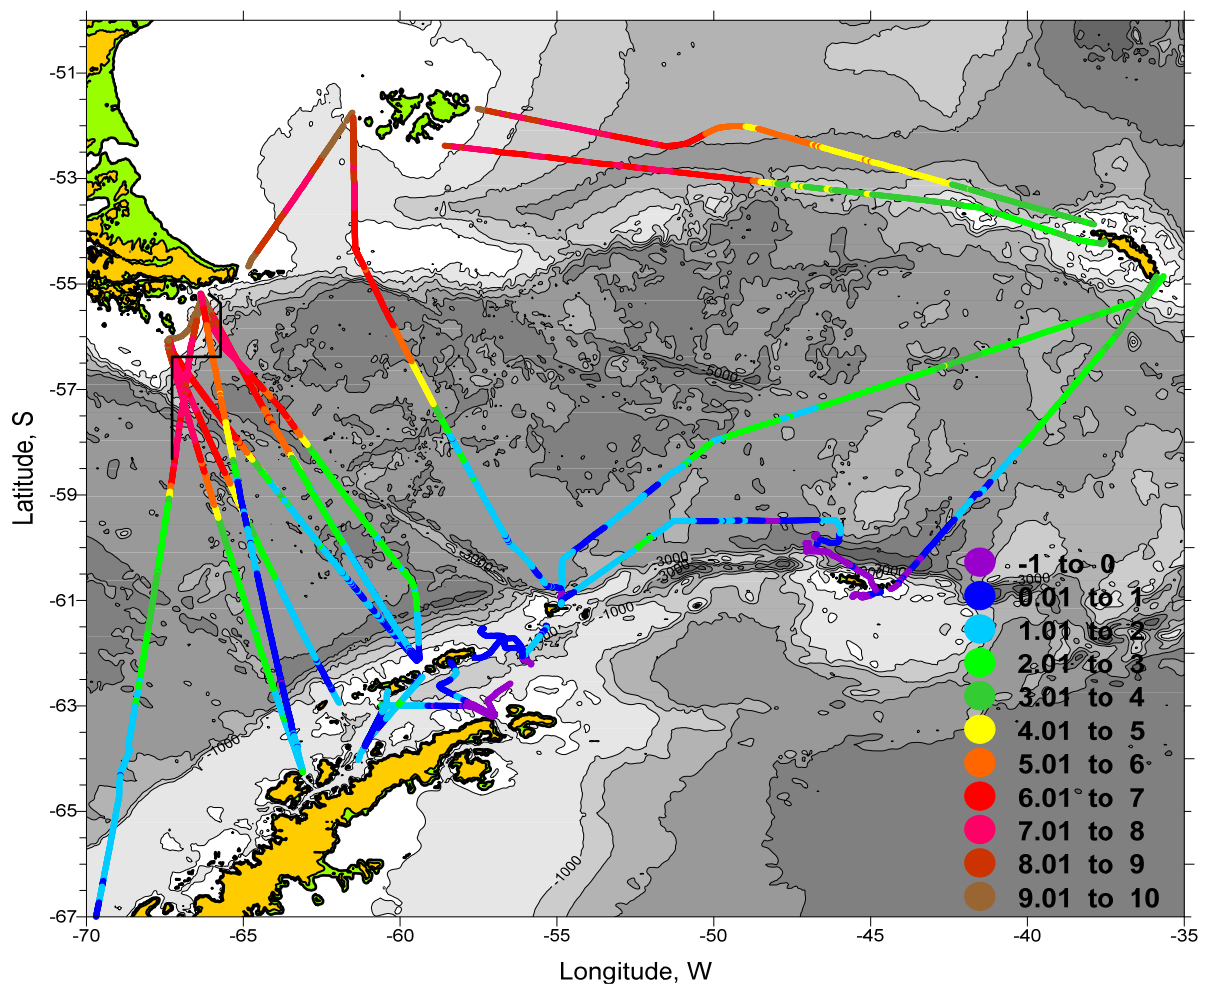 -51
-53
-55
-57
-59
-61
-63
-65
-67
Latitude, S
-70
-65
-60
-55
-50
-45
-40
-35
Longitude, W
-5000
-3000
-3000
-3000
3000
-1000
-1000
-1000
-1 to 0
0.01 to 1
1.01 to 2
2.01 to 3
3.01 to 4
4.01 to 5
5.01 to 6
6.01 to 7
7.01 to 8
8.01 to 9
9.01 to 10